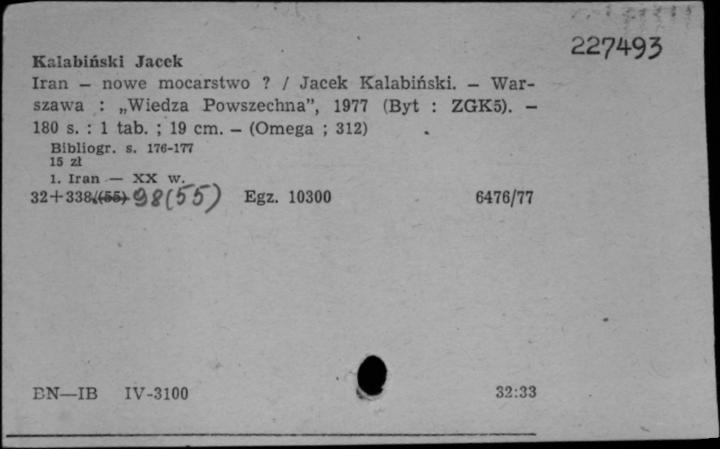 227493
Kalabiński Jacek
Iran — nowe mocarstwo ? / Jacek Kalabiński. — War-
szawa : „Wiedza Powszechna”, 1977 (Byt : ZGK5). —
180 s. : 1 tab. ; 19 cm. — (Omega ; 312)
Bibliogr. s. 176-177
15 zł
1. Iran — XX w.
32+338.(55) 98(55) Egz. 10300 6476/77
BN—IB IV-3100 32:33